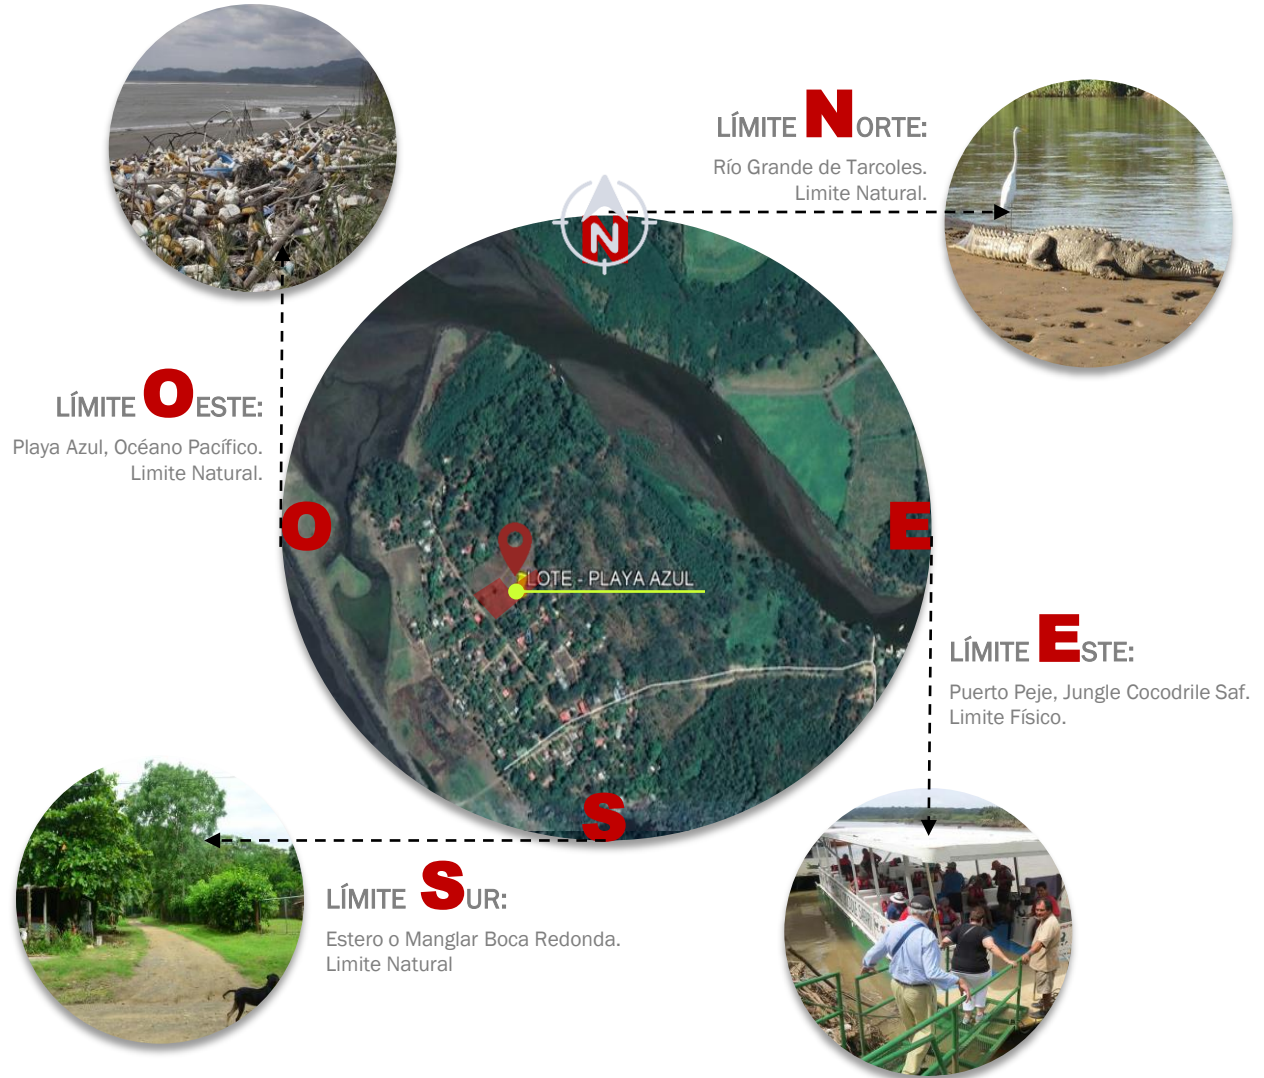 LÍMITE NORTE:
Río Grande de Tarcoles.
Limite Natural.
N
LÍMITE OESTE:
Playa Azul, Océano Pacífico.
Limite Natural.
O
E
LOTE - PLAYA AZUL
LÍMITE ESTE:
Puerto Peje, Jungle Cocodrile Saf.
Limite Físico.
S
LÍMITE SUR:
Estero o Manglar Boca Redonda.
Limite Natural